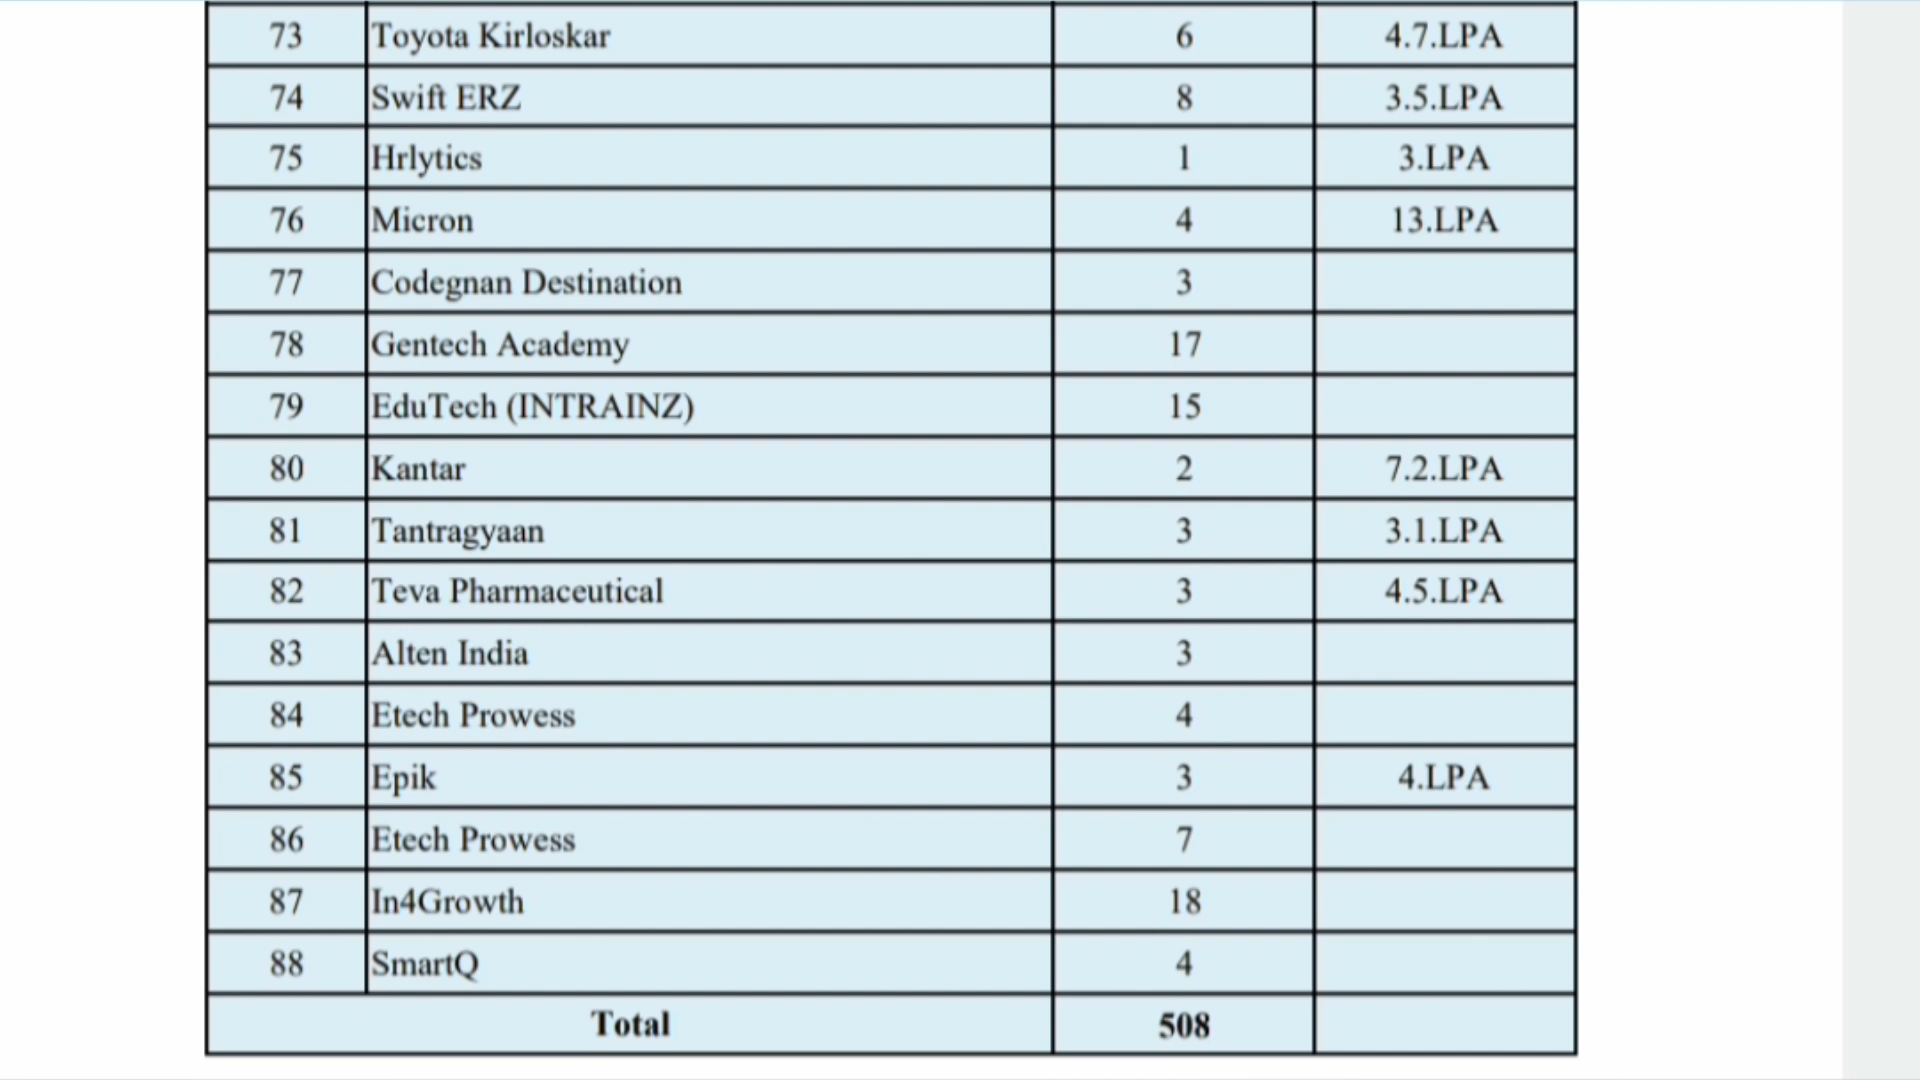 73 Toyota Kirloskar 6 4.7.LPA
74 Swift ERZ 8 3.5.LPA
75 Hrlytics 1 3.LPA
76 Micron 4 13.LPA
77 Codegnan Destination 3
78 Gentech Academy 17
79 EduTech (INTRAINZ) 15
80 Kantar 2 7.2.LPA
81 Tantragyaan 3 3.1.LPA
82 Teva Pharmaceutical 3 4.5.LPA
83 Alten India 3
84 Etech Prowess 4
85 Epik 3 4.LPA
86 Etech Prowess 7
87 In4Growth 18
88 SmartQ 4
Total 508